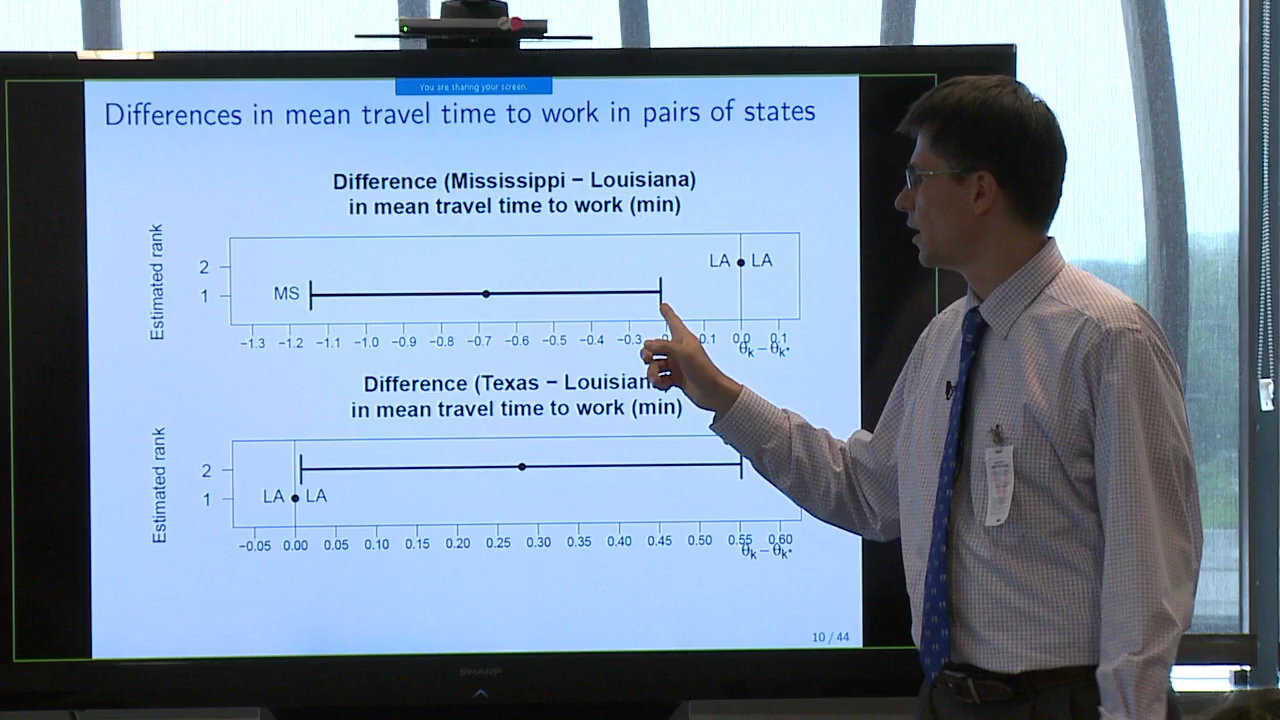 You are sharing your screen.
Differences in mean travel time to work in pairs of states
Difference (Mississippi − Louisiana)
in mean travel time to work (min)
Estimated rank
2
1
LA LA
MS
−1.3 −1.2 −1.1 −1.0 −0.9 −0.8 −0.7 −0.6 −0.5 −0.4 −0.3 0.1 0.0 0.1
θk − θk*
Difference (Texas − Louisian
in mean travel time to work (min)
Estimated rank
2
1
LA LA
−0.05 0.00 0.05 0.10 0.15 0.20 0.25 0.30 0.35 0.40 0.45 0.50 0.55 0.60
θk − θk*
10 / 44
SHARP